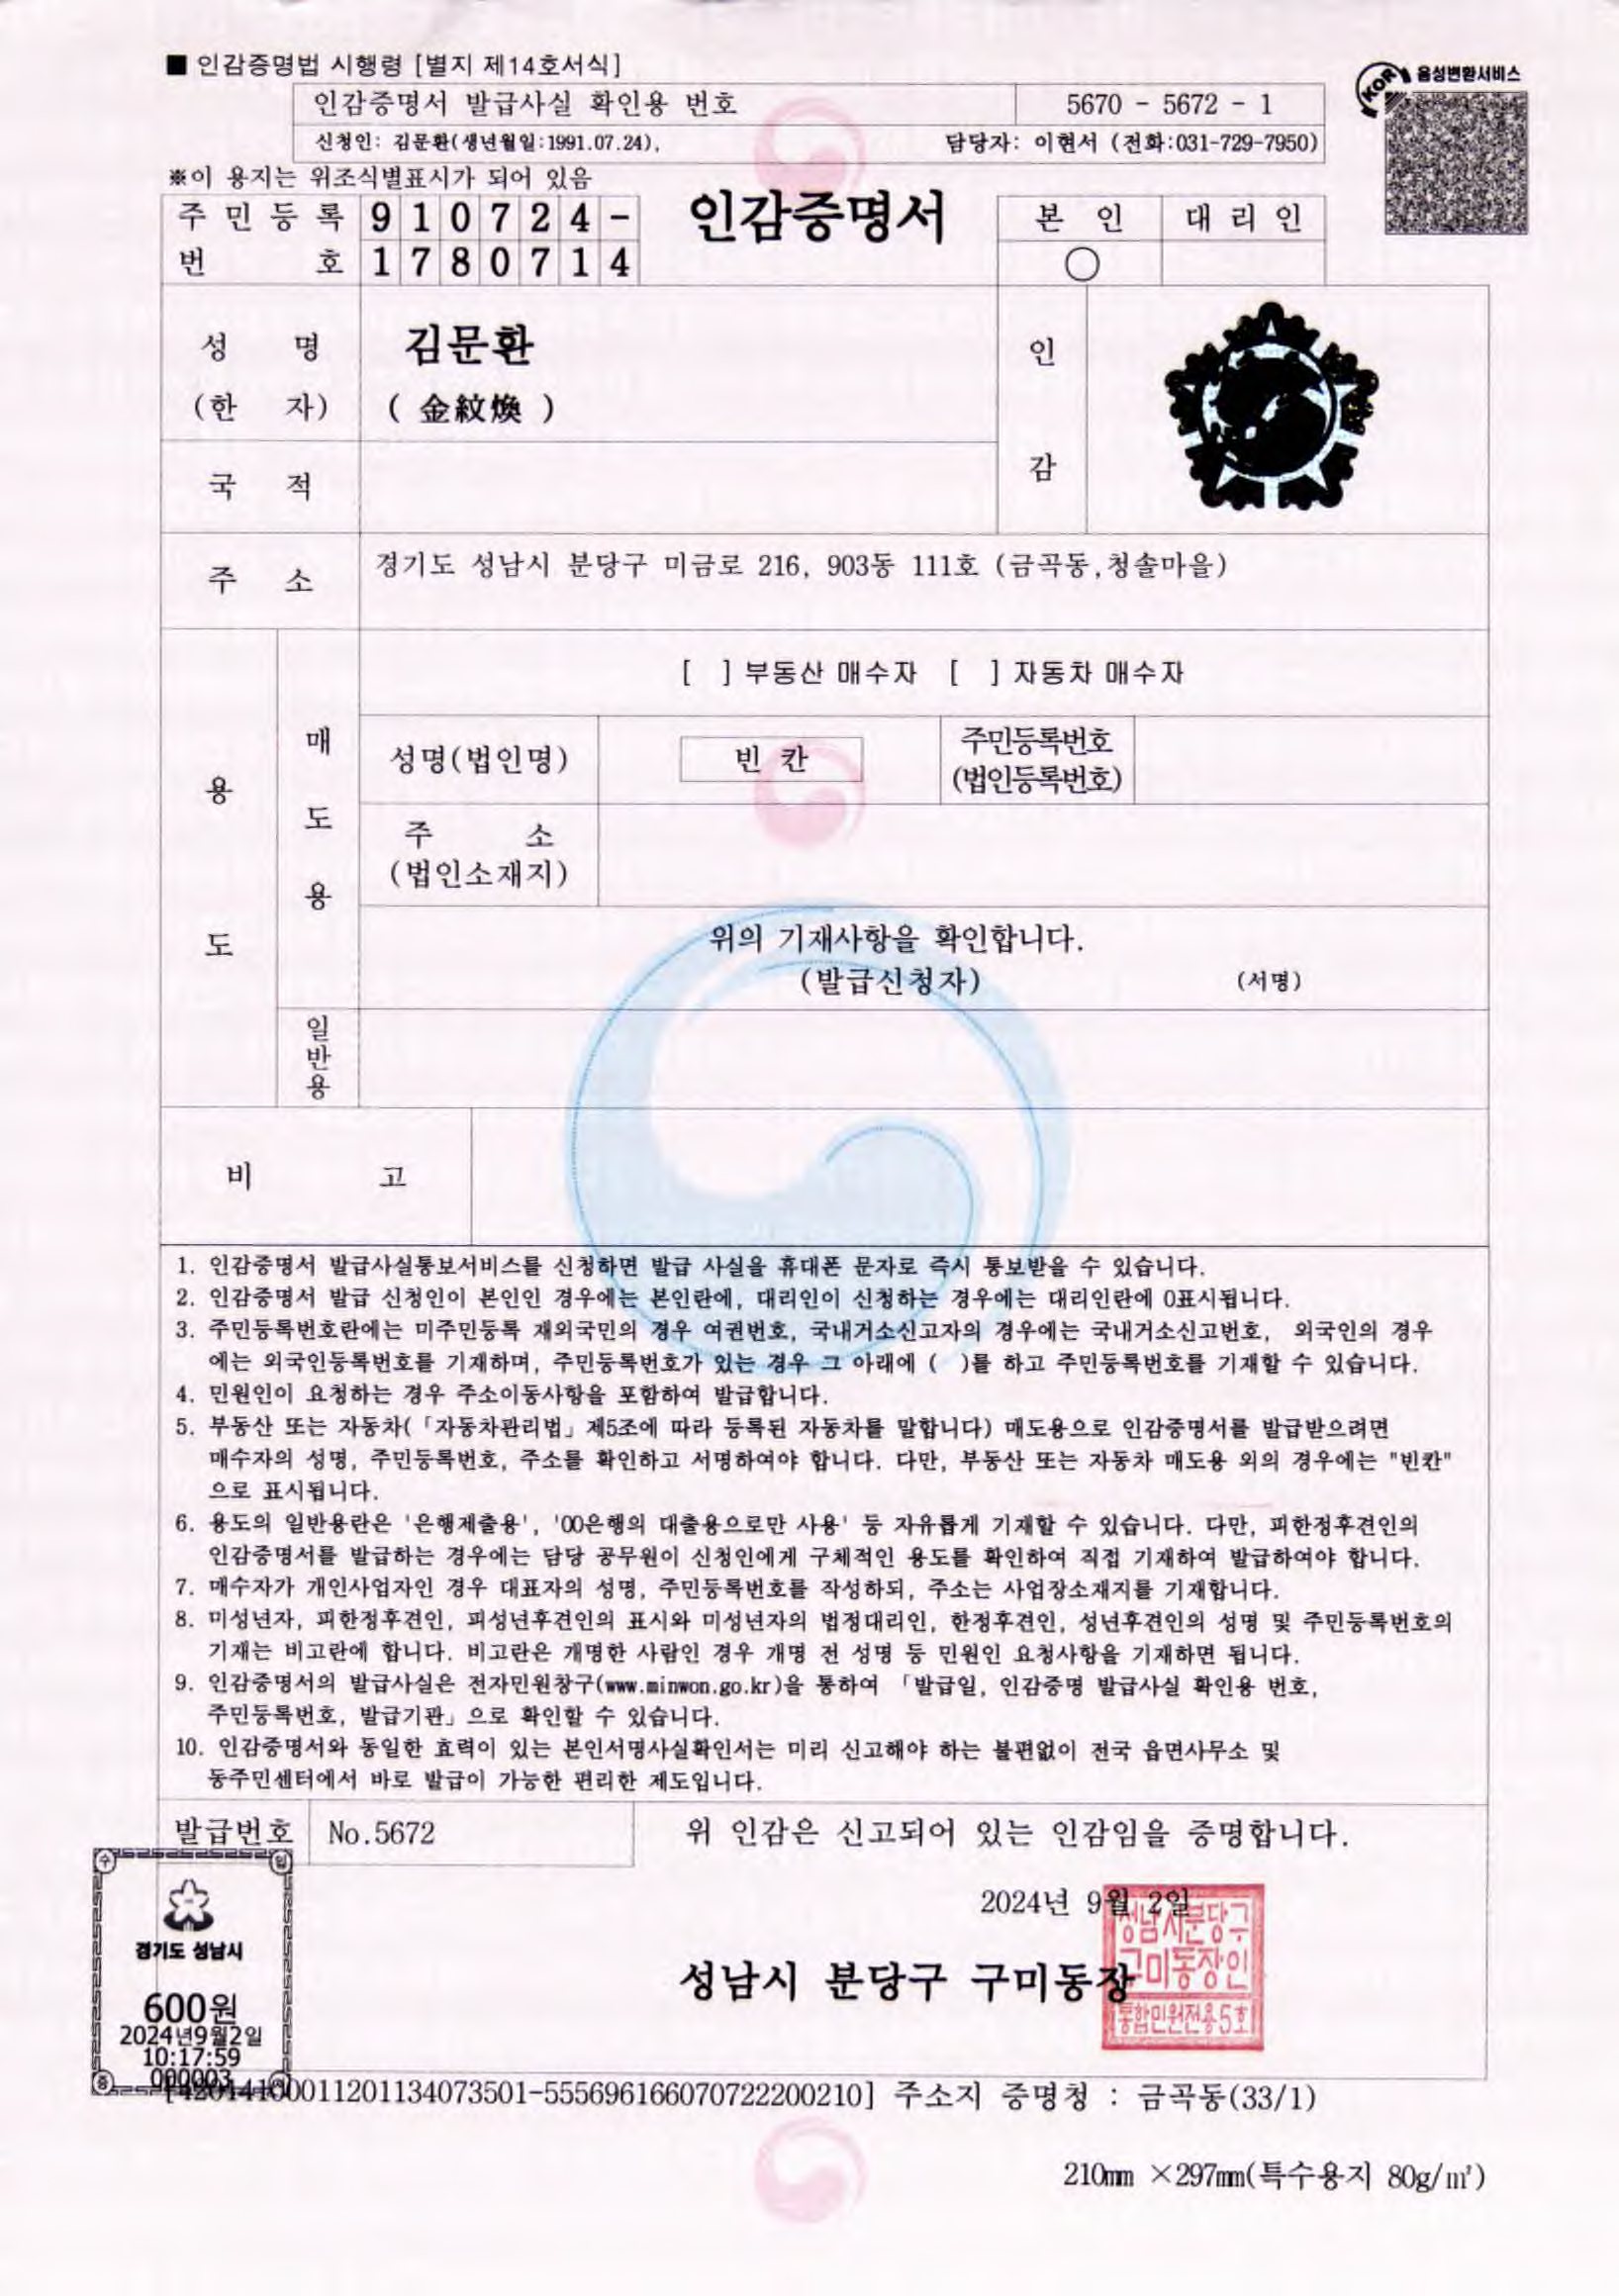 ■ 인감증명법 시행령 [별지 제14호서식]
음성변환서비스
KOR
인감증명서 발급사실 확인용 번호 5670 - 5672 - 1
신청인: 김문환(생년월일:1991.07.24), 담당자: 이현서 (전화:031-729-7950)
※이 용지는 위조식별표시가 되어 있음
주민등록 910724-
번 호 1780714
인감증명서
본 인 대 리 인
○
성 명 김문환
(한 자) ( 金紋煥 )
인
감
국 적
주 소 경기도 성남시 분당구 미금로 216, 903동 111호 (금곡동,청솔마을)
용
도
매
도
용
[ ] 부동산 매수자 [ ] 자동차 매수자
성명(법인명) 빈 칸 주민등록번호
(법인등록번호)
주 소
(법인소재지)
위의 기재사항을 확인합니다.
(발급신청자) (서명)
일
반
용
비 고
1. 인감증명서 발급사실통보서비스를 신청하면 발급 사실을 휴대폰 문자로 즉시 통보받을 수 있습니다.
2. 인감증명서 발급 신청인이 본인인 경우에는 본인란에, 대리인이 신청하는 경우에는 대리인란에 0표시됩니다.
3. 주민등록번호란에는 미주민등록 재외국민의 경우 여권번호, 국내거소신고자의 경우에는 국내거소신고번호, 외국인의 경우
에는 외국인등록번호를 기재하며, 주민등록번호가 있는 경우 그 아래에 ( )를 하고 주민등록번호를 기재할 수 있습니다.
4. 민원인이 요청하는 경우 주소이동사항을 포함하여 발급합니다.
5. 부동산 또는 자동차(「자동차관리법」 제5조에 따라 등록된 자동차를 말합니다) 매도용으로 인감증명서를 발급받으려면
매수자의 성명, 주민등록번호, 주소를 확인하고 서명하여야 합니다. 다만, 부동산 또는 자동차 매도용 외의 경우에는 "빈칸"
으로 표시됩니다.
6. 용도의 일반용란은 '은행제출용', '00은행의 대출용으로만 사용' 등 자유롭게 기재할 수 있습니다. 다만, 피한정후견인의
인감증명서를 발급하는 경우에는 담당 공무원이 신청인에게 구체적인 용도를 확인하여 직접 기재하여 발급하여야 합니다.
7. 매수자가 개인사업자인 경우 대표자의 성명, 주민등록번호를 작성하되, 주소는 사업장소재지를 기재합니다.
8. 미성년자, 피한정후견인, 피성년후견인의 표시와 미성년자의 법정대리인, 한정후견인, 성년후견인의 성명 및 주민등록번호의
기재는 비고란에 합니다. 비고란은 개명한 사람인 경우 개명 전 성명 등 민원인 요청사항을 기재하면 됩니다.
9. 인감증명서의 발급사실은 전자민원창구(www.minwon.go.kr)을 통하여 「발급일, 인감증명 발급사실 확인용 번호,
주민등록번호, 발급기관」으로 확인할 수 있습니다.
10. 인감증명서와 동일한 효력이 있는 본인서명사실확인서는 미리 신고해야 하는 불편없이 전국 읍면사무소 및
동주민센터에서 바로 발급이 가능한 편리한 제도입니다.
발급번호 No.5672 위 인감은 신고되어 있는 인감임을 증명합니다.
2024년 9월 2일
성남시 분당구 구미동장
성남시분당구
구미동장인
통합민원전용5호
수 입
경기도 성남시
600원
2024년9월2일
10:17:59
000003
[420144100011201134073501-555696166070722200210] 주소지 증명청 : 금곡동(33/1)
210mm ×297mm(특수용지 80g/㎡)